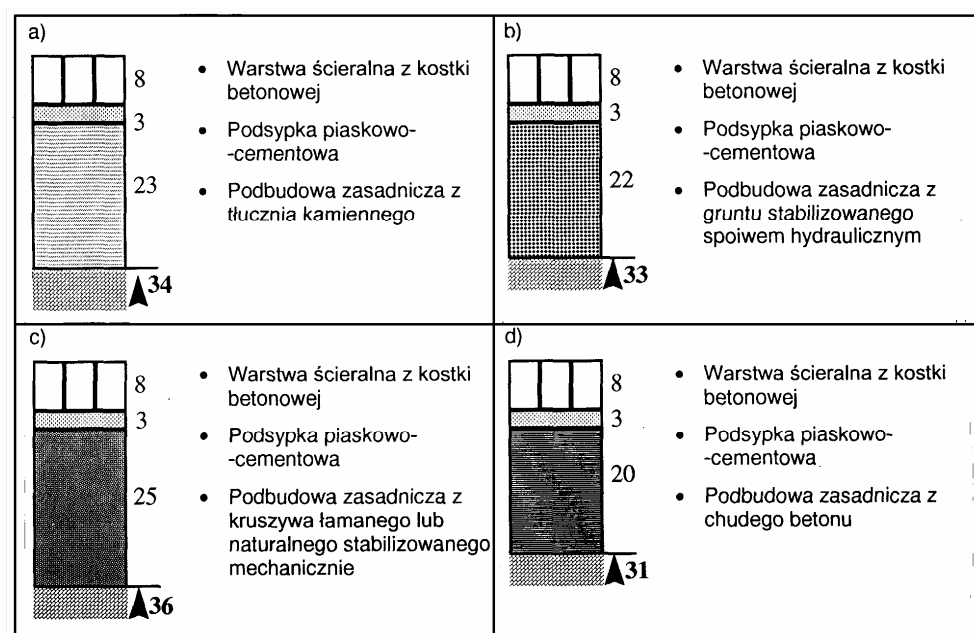 a)
8
3
23
34
• Warstwa ścieralna z kostki
betonowej
• Podsypka piaskowo-
-cementowa
• Podbudowa zasadnicza z
tłucznia kamiennego
b)
8
3
22
33
• Warstwa ścieralna z kostki
betonowej
• Podsypka piaskowo-
-cementowa
• Podbudowa zasadnicza z
gruntu stabilizowanego
spoiwem hydraulicznym
c)
8
3
25
36
• Warstwa ścieralna z kostki
betonowej
• Podsypka piaskowo-
-cementowa
• Podbudowa zasadnicza z
kruszywa łamanego lub
naturalnego stabilizowanego
mechanicznie
d)
8
3
20
31
• Warstwa ścieralna z kostki
betonowej
• Podsypka piaskowo-
-cementowa
• Podbudowa zasadnicza z
chudego betonu